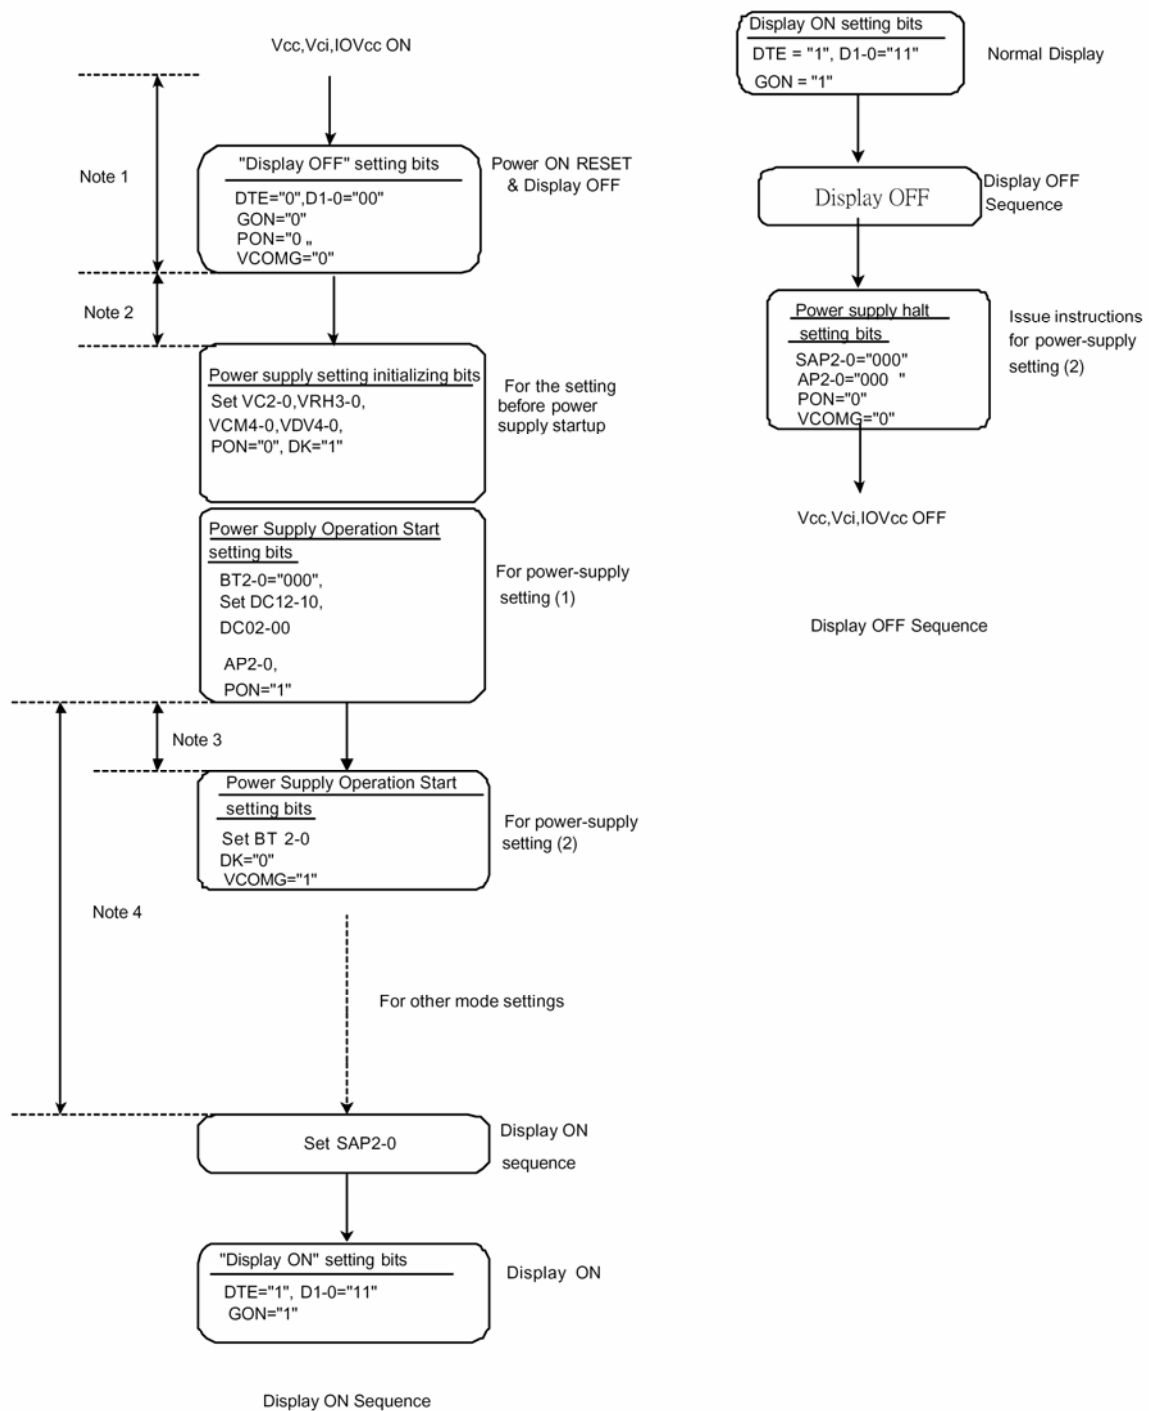 Vcc,Vci,IOVcc ON
Note 1
"Display OFF" setting bits
DTE="0",D1-0="00"
GON="0"
PON="0 „
VCOMG="0"
Power ON RESET
& Display OFF
Note 2
Power supply setting initializing bits
Set VC2-0,VRH3-0,
VCM4-0,VDV4-0,
PON="0", DK="1"
For the setting
before power
supply startup
Power Supply Operation Start
setting bits
BT2-0="000",
Set DC12-10,
DC02-00
AP2-0,
PON="1"
For power-supply
setting (1)
Note 3
Power Supply Operation Start
setting bits
Set BT 2-0
DK="0"
VCOMG="1"
For power-supply
setting (2)
Note 4
For other mode settings
Set SAP2-0
Display ON
sequence
"Display ON" setting bits
DTE="1", D1-0="11"
GON="1"
Display ON
Display ON Sequence
Display ON setting bits
DTE = "1", D1-0="11"
GON = "1"
Normal Display
Display OFF
Display OFF
Sequence
Power supply halt
setting bits
SAP2-0="000"
AP2-0="000 "
PON="0"
VCOMG="0"
Issue instructions
for power-supply
setting (2)
Vcc,Vci,IOVcc OFF
Display OFF Sequence